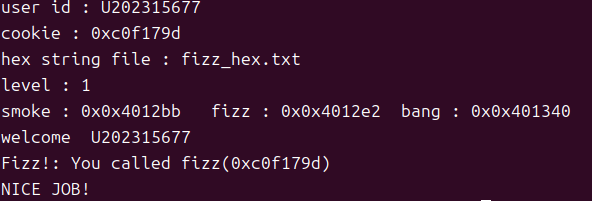 user id : U202315677
cookie : 0xc0f179d
hex string file : fizz_hex.txt
level : 1
smoke : 0x0x4012bb   fizz : 0x0x4012e2  bang : 0x0x401340
welcome  U202315677
Fizz!: You called fizz(0xc0f179d)
NICE JOB!